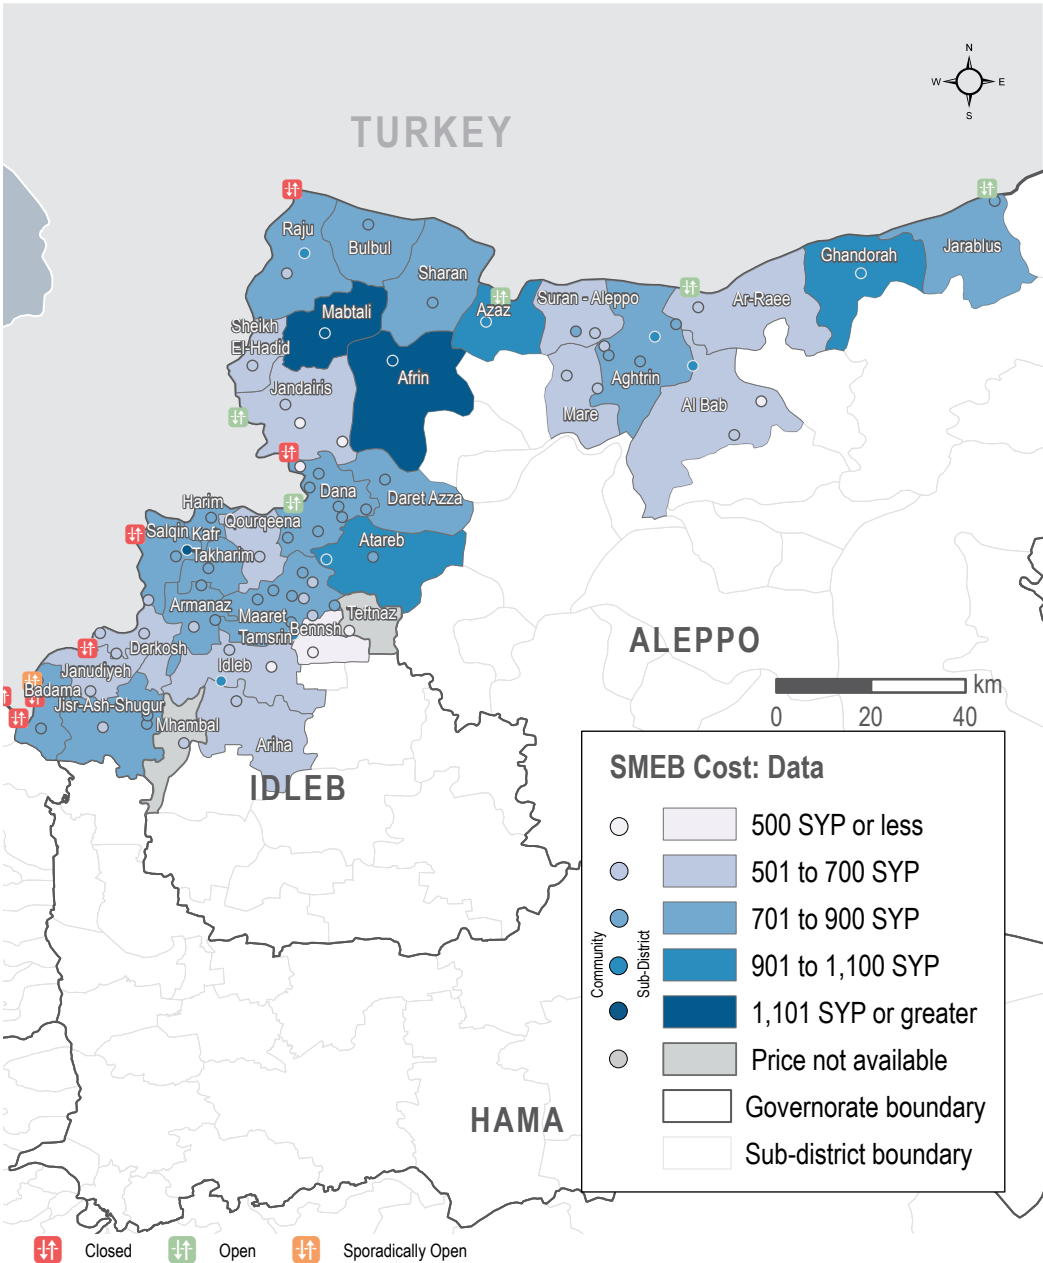 N
W E
S
TURKEY
Raju
Bulbul
Sharan
Mabtali
Sheikh
El-Hadid
Afrin
Jandairis
Azaz
Suran - Aleppo
Ar-Raee
Ghandorah
Jarablus
Aghtrin
Mare
Al Bab
Dana
Daret Azza
Harim
Qourqeena
Salqin
Kafr
Takharim
Atareb
Armanaz
Maaret
Tamsrin
Bennsh
Teftnaz
Darkosh
Idleb
Janudiyeh
Badama
Jisr-Ash-Shugur
Mhambal
Ariha
ALEPPO
IDLEB
HAMA
km
0 20 40
SMEB Cost: Data
Community
Sub-District
500 SYP or less
501 to 700 SYP
701 to 900 SYP
901 to 1,100 SYP
1,101 SYP or greater
Price not available
Governorate boundary
Sub-district boundary
Closed
Open
Sporadically Open